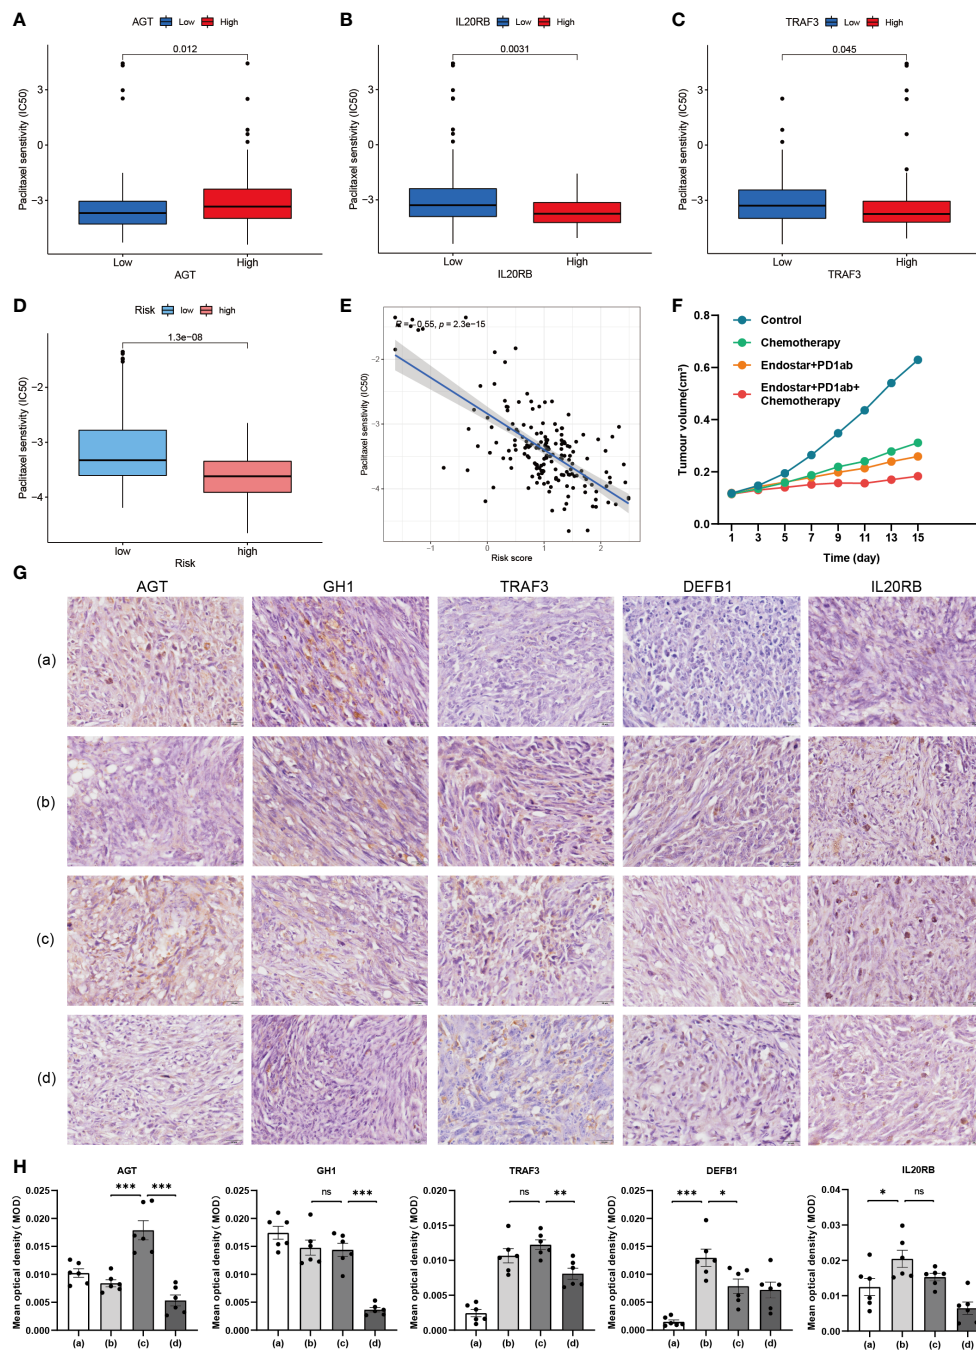 A
AGT Low High
0.012
Paclitaxel senstivity (IC50)
3
0
−3
Low High
AGT
B
IL20RB Low High
0.0031
Paclitaxel senstivity (IC50)
3
0
−3
Low High
IL20RB
C
TRAF3 Low High
0.045
Paclitaxel senstivity (IC50)
3
0
−3
Low High
TRAF3
D
Risk low high
1.3e−08
Paclitaxel senstivity (IC50)
−2
−3
−4
low high
Risk
E
R = −0.55, p = 2.3e−15
Paclitaxel senstivity (IC50)
−2
−3
−4
−1 0 1 2
Risk score
F
Control
Chemotherapy
Endostar+PD1ab
Endostar+PD1ab+
Chemotherapy
Tumour volume(cm³)
0.8
0.6
0.4
0.2
0.0
1 3 5 7 9 11 13 15
Time (day)
G
AGT GH1 TRAF3 DEFB1 IL20RB
(a)
(b)
(c)
(d)
H
AGT
*** ***
Mean optical density（MOD）
0.025
0.020
0.015
0.010
0.005
0.000
(a) (b) (c) (d)
GH1
ns ***
Mean optical density（MOD）
0.025
0.020
0.015
0.010
0.005
0.000
(a) (b) (c) (d)
TRAF3
ns **
Mean optical density（MOD）
0.020
0.015
0.010
0.005
0.000
(a) (b) (c) (d)
DEFB1
*** *
Mean optical density（MOD）
0.025
0.020
0.015
0.010
0.005
0.000
(a) (b) (c) (d)
IL20RB
* ns
Mean optical density（MOD）
0.04
0.03
0.02
0.01
0.00
(a) (b) (c) (d)